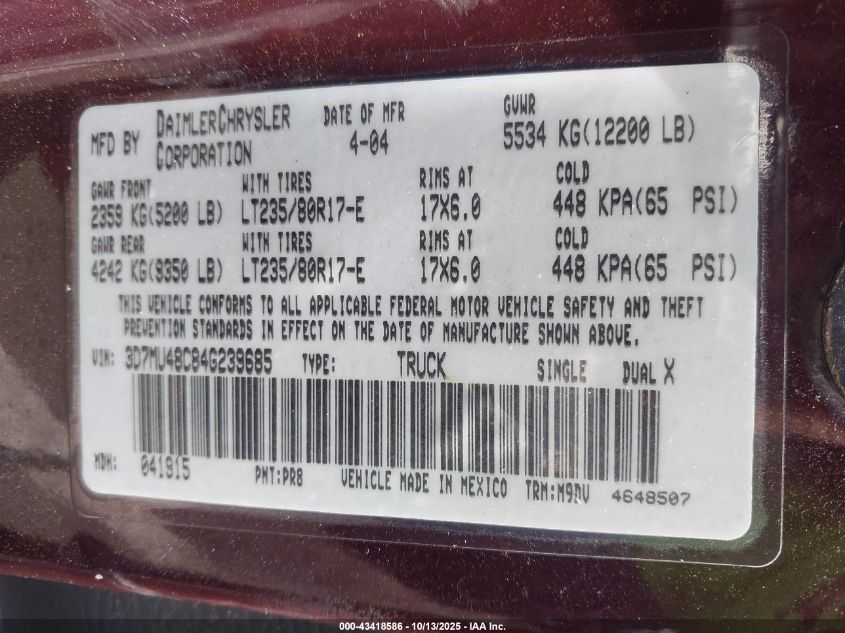 MFD BY DAIMLERCHRYSLER CORPORATION DATE OF MFR 4-04 GVWR 5534 KG(12200 LB)
GAWR FRONT WITH TIRES RIMS AT COLD
2359 KG(5200 LB) LT235/80R17-E 17X6.0 448 KPA(65 PSI)
GAWR REAR WITH TIRES RIMS AT COLD
4242 KG(9350 LB) LT235/80R17-E 17X6.0 448 KPA(65 PSI)
THIS VEHICLE CONFORMS TO ALL APPLICABLE FEDERAL MOTOR VEHICLE SAFETY AND THEFT
PREVENTION STANDARDS IN EFFECT ON THE DATE OF MANUFACTURE SHOWN ABOVE.
VIN: 3D7MU48C84G239685 TYPE: TRUCK SINGLE DUAL X
MDH: 041915 PNT:PR8 VEHICLE MADE IN MEXICO TRM:M9DV 4648507
000-43418586 - 10/13/2025 - IAA Inc.